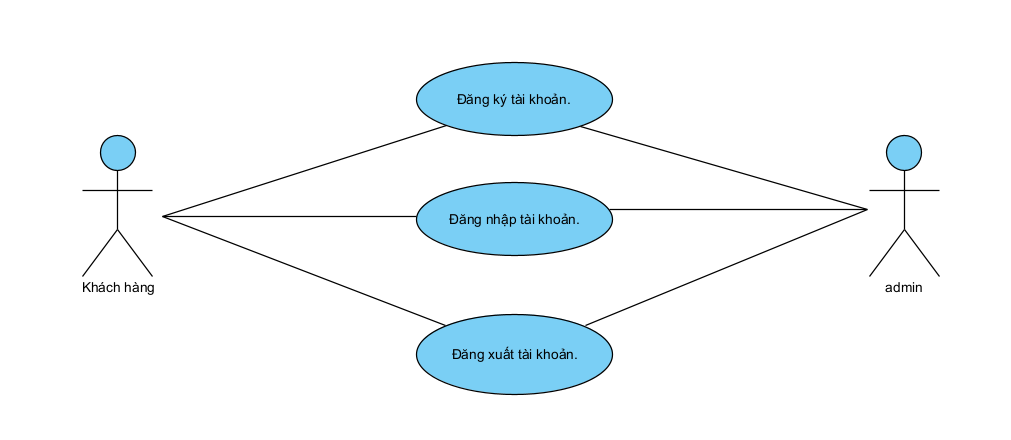 Đăng ký tài khoản.
Đăng nhập tài khoản.
Khách hàng
admin
Đăng xuất tài khoản.